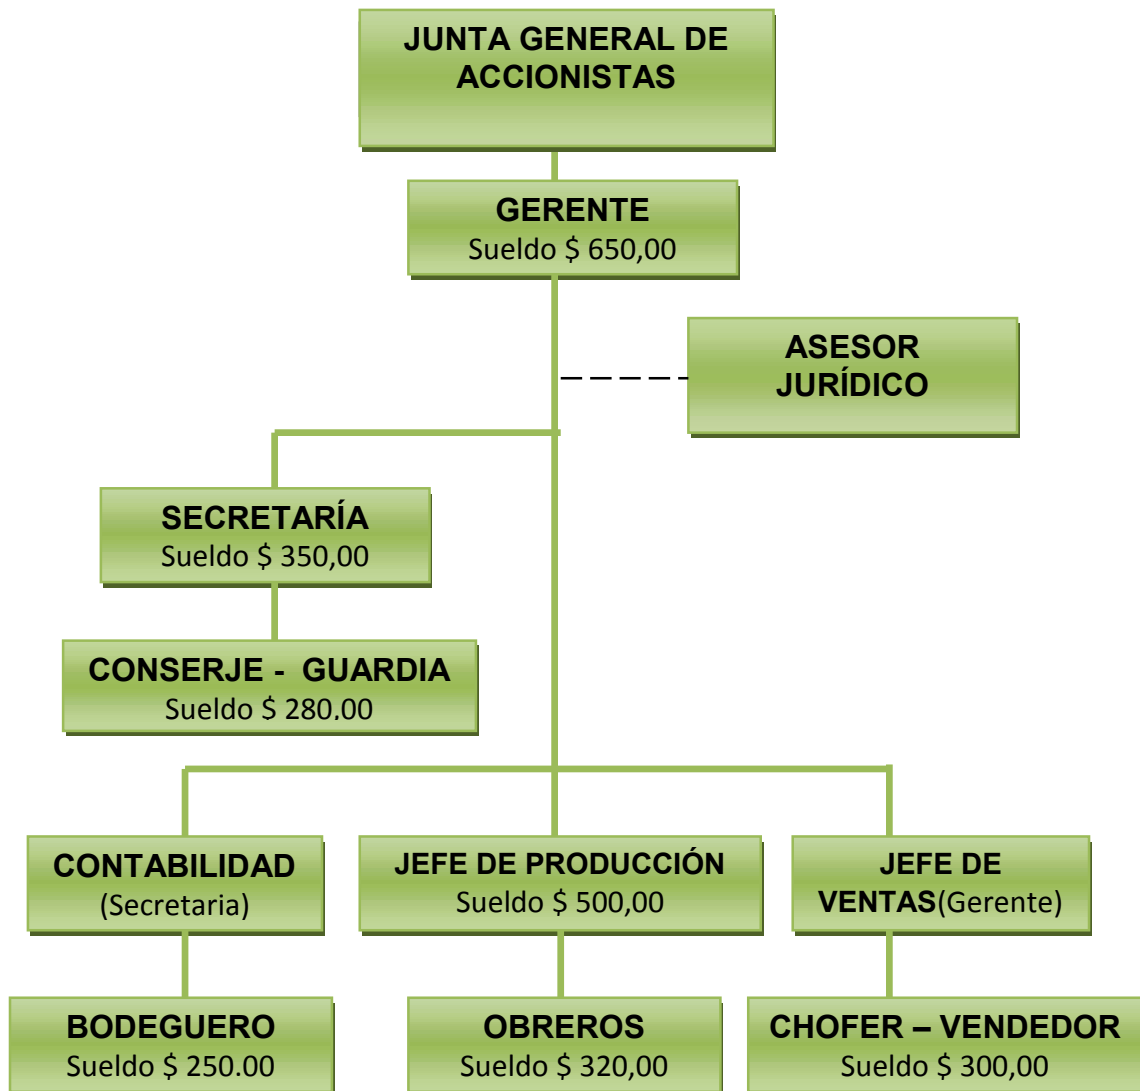 JUNTA GENERAL DE
ACCIONISTAS
GERENTE
Sueldo $ 650,00
ASESOR
JURÍDICO
SECRETARÍA
Sueldo $ 350,00
CONSERJE - GUARDIA
Sueldo $ 280.00
CONTABILIDAD
(Secretaria)
JEFE DE PRODUCCIÓN
Sueldo $ 500,00
JEFE DE
VENTAS(Gerente)
BODEGUERO
Sueldo $ 250.00
OBREROS
Sueldo $ 320,00
CHOFER – VENDEDOR
Sueldo $ 300,00